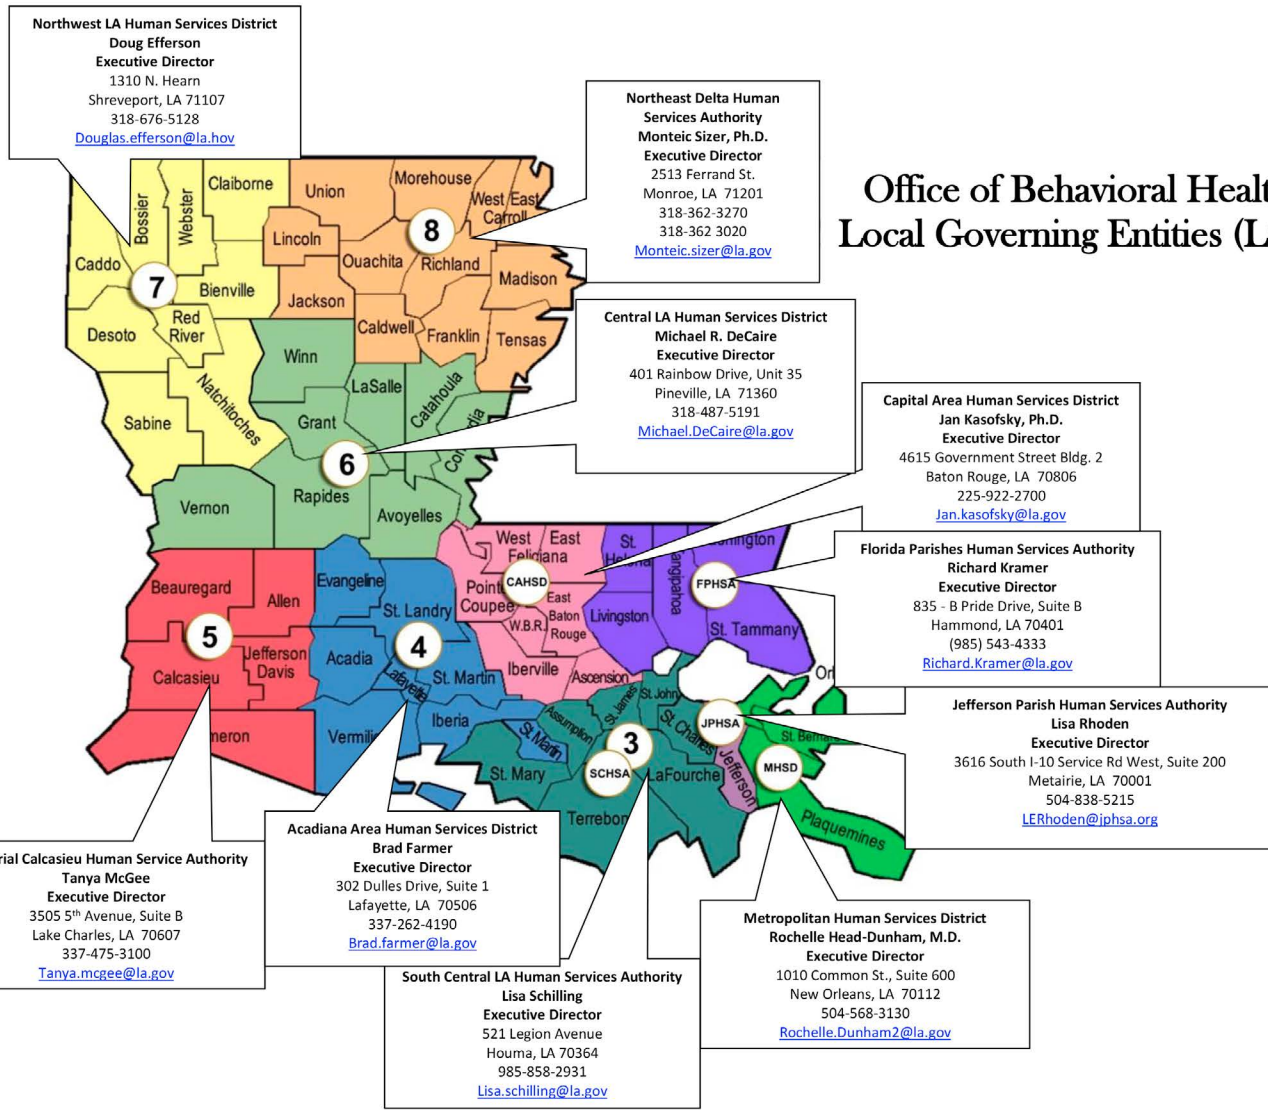 Northwest LA Human Services District
Doug Efferson
Executive Director
1310 N. Hearn
Shreveport, LA 71107
318-676-5128
Douglas.efferson@la.hov
Northeast Delta Human
Services Authority
Monteic Sizer, Ph.D.
Executive Director
2513 Ferrand St.
Monroe, LA 71201
318-362-3270
318-362 3020
Monteic.sizer@la.gov
Office of Behavioral Healt
Local Governing Entities (L
Central LA Human Services District
Michael R. DeCaire
Executive Director
401 Rainbow Drive, Unit 35
Pineville, LA 71360
318-487-5191
Michael.DeCaire@la.gov
Capital Area Human Services District
Jan Kasofsky, Ph.D.
Executive Director
4615 Government Street Bldg. 2
Baton Rouge, LA 70806
225-922-2700
Jan.kasofsky@la.gov
Florida Parishes Human Services Authority
Richard Kramer
Executive Director
835 - B Pride Drive, Suite B
Hammond, LA 70401
(985) 543-4333
Richard.Kramer@la.gov
Jefferson Parish Human Services Authority
Lisa Rhoden
Executive Director
3616 South I-10 Service Rd West, Suite 200
Metairie, LA 70001
504-838-5215
LERhoden@jphsa.org
Metropolitan Human Services District
Rochelle Head-Dunham, M.D.
Executive Director
1010 Common St., Suite 600
New Orleans, LA 70112
504-568-3130
Rochelle.Dunham2@la.gov
South Central LA Human Services Authority
Lisa Schilling
Executive Director
521 Legion Avenue
Houma, LA 70364
985-858-2931
Lisa.schilling@la.gov
Acadiana Area Human Services District
Brad Farmer
Executive Director
302 Dulles Drive, Suite 1
Lafayette, LA 70506
337-262-4190
Brad.farmer@la.gov
rial Calcasieu Human Service Authority
Tanya McGee
Executive Director
3505 5th Avenue, Suite B
Lake Charles, LA 70607
337-475-3100
Tanya.mcgee@la.gov
Caddo
Bossier
Webster
Claiborne
Bienville
7
Desoto
Red
River
Sabine
Natchitoches
Union
Morehouse
West
East
Carroll
Lincoln
8
Ouachita
Richland
Madison
Jackson
Caldwell
Franklin
Tensas
Winn
LaSalle
Catahoula
Con
dia
Grant
6
Rapides
Vernon
Avoyelles
Beauregard
Allen
5
Calcasieu
Jefferson
Davis
meron
Evangeline
St. Landry
4
Acadia
Lafayette
St. Martin
Vermili
Iberia
St. Martin
West
East
Feliciana
CAHSD
Pointe
Coupee
East
Baton
Rouge
W.B.R.
Iberville
Ascension
St.
Helena
angipahoa
hington
FPHSA
Livingston
St. Tammany
Assumption
St. James
St. John
St. Charles
3
SCHSA
St. Mary
LaFourche
Terrebon
JPHSA
Jefferson
MHSD
Orl
St. Bernard
Plaquemines